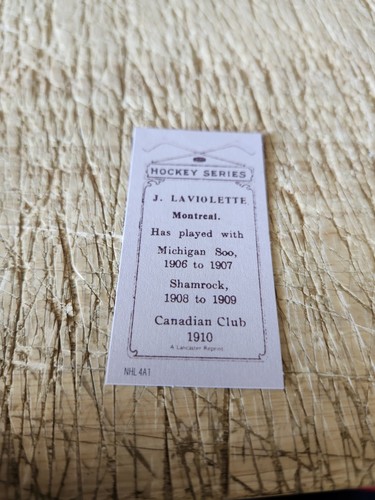 HOCKEY SERIES
J. LAVIOLETTE
Montreal.
Has played with
Michigan Soo,
1906 to 1907
Shamrock,
1908 to 1909
Canadian Club
1910
A Lancaster Reprint
NHL 4A1